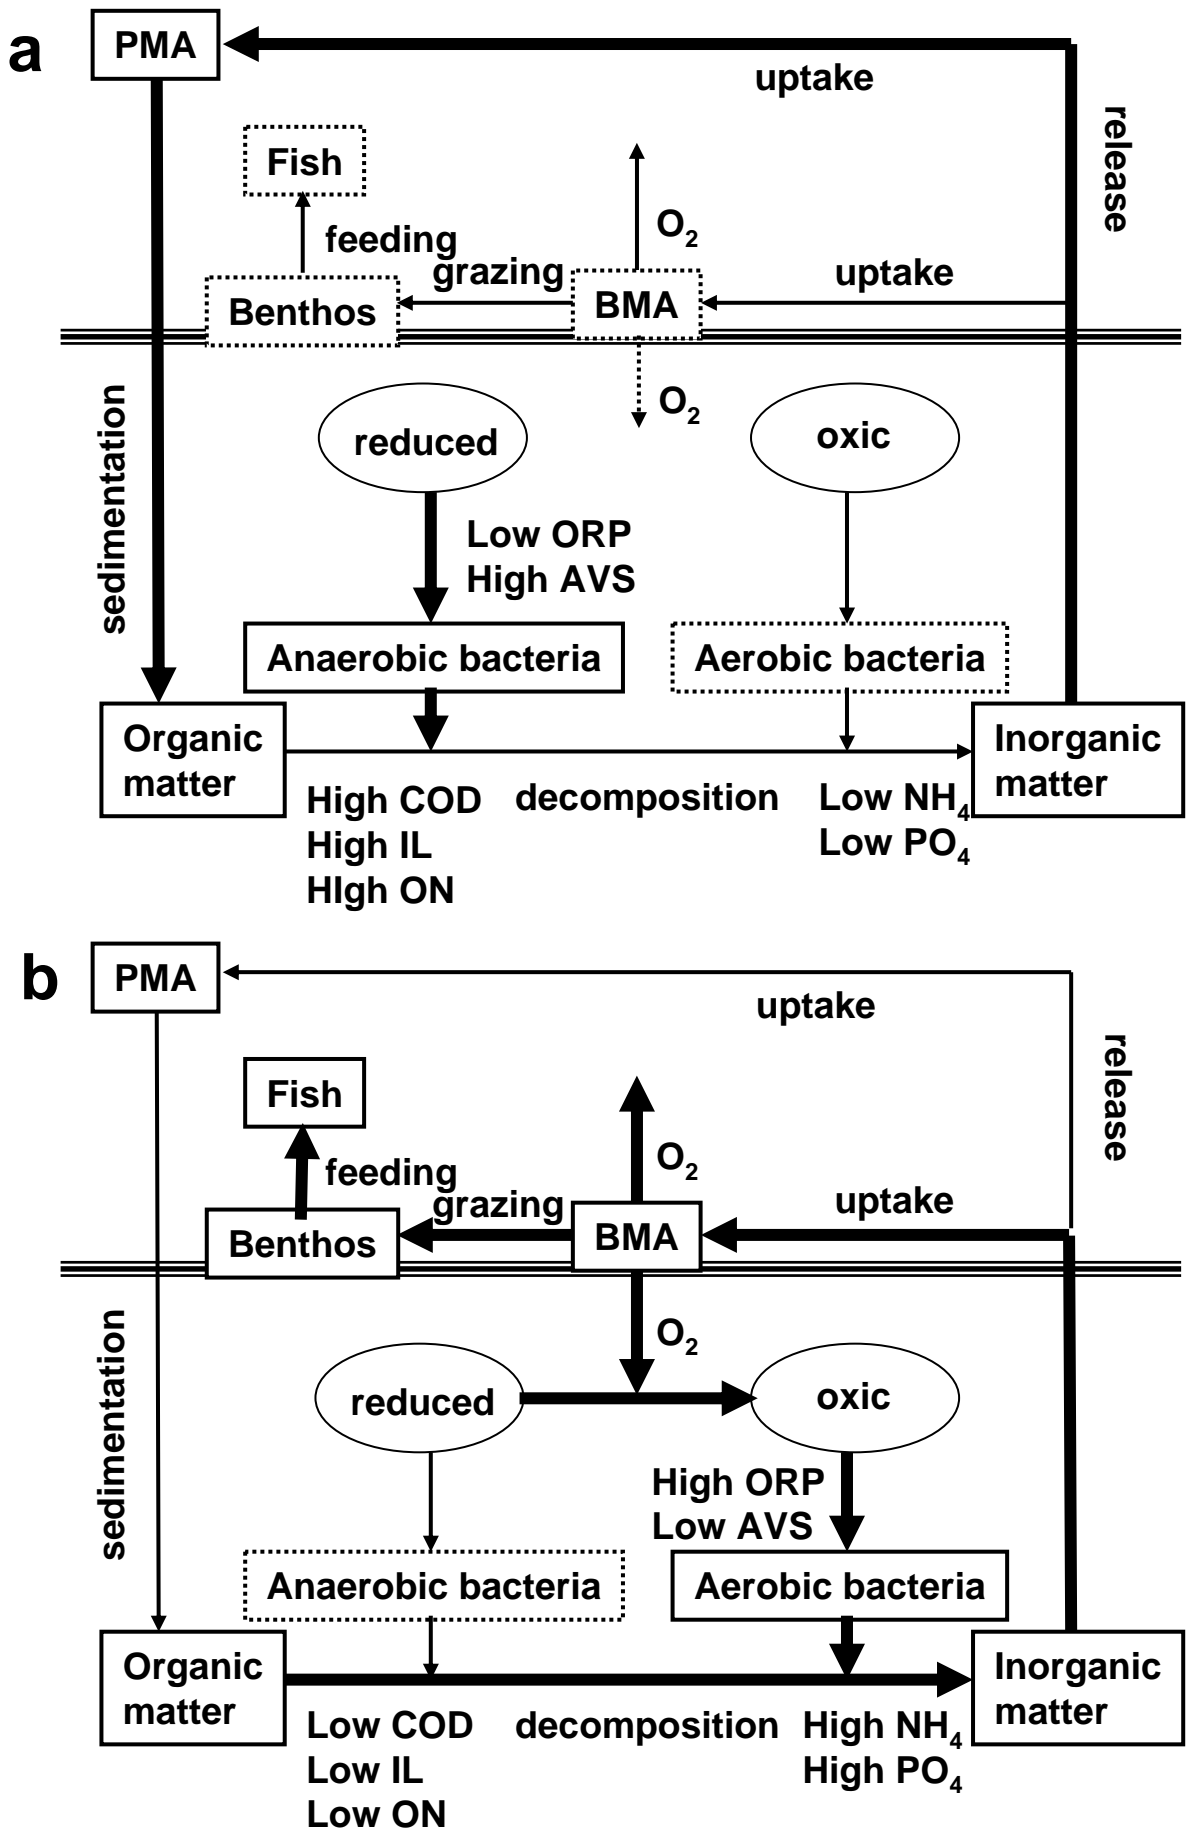 a
PMA
uptake
release
Fish
O2
feeding
grazing
uptake
Benthos
BMA
O2
sedimentation
reduced
oxic
Low ORP
High AVS
Anaerobic bacteria
Aerobic bacteria
Organic
matter
Inorganic
matter
High COD
decomposition
Low NH4
High IL
Low PO4
HIgh ON
b
PMA
uptake
release
Fish
O2
feeding
grazing
uptake
Benthos
BMA
O2
sedimentation
reduced
oxic
High ORP
Low AVS
Anaerobic bacteria
Aerobic bacteria
Organic
matter
Inorganic
matter
Low COD
decomposition
High NH4
Low IL
High PO4
Low ON